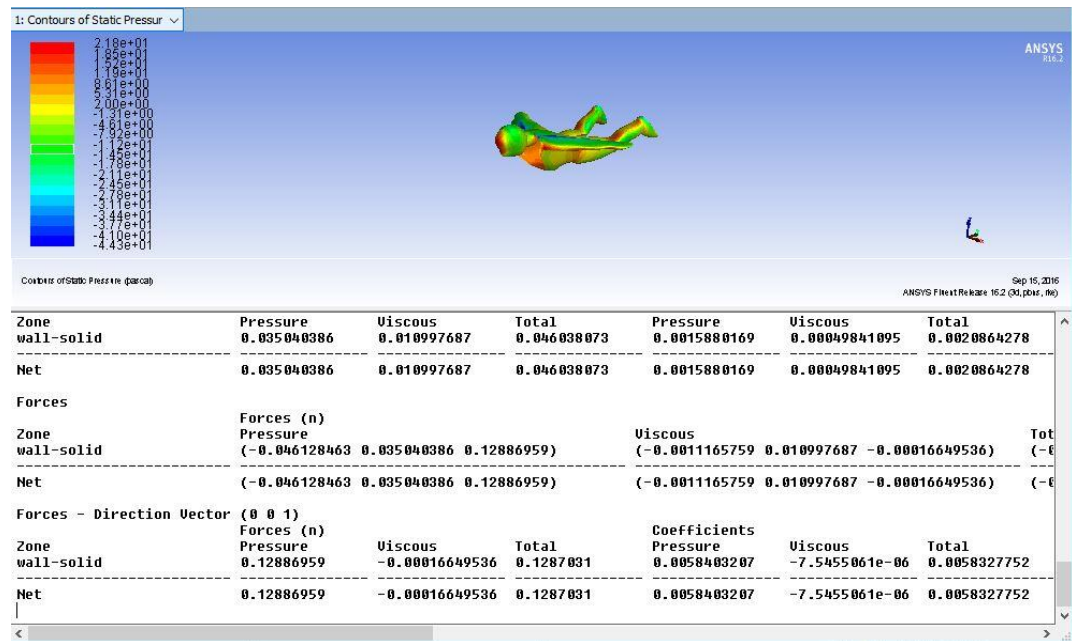 1: Contours of Static Pressur
2.18e+01
1.85e+01
1.52e+01
1.19e+01
8.61e+00
5.31e+00
2.00e+00
-1.31e+00
-4.61e+00
-7.92e+00
-1.12e+01
-1.45e+01
-1.78e+01
-2.11e+01
-2.45e+01
-2.78e+01
-3.11e+01
-3.44e+01
-3.77e+01
-4.10e+01
-4.43e+01
ANSYS
R16.2
Contours of Static Pressure (pascal)
Sep 15, 2016
ANSYS Fluent Release 16.2 (3d, pbns, rke)
Zone Pressure Viscous Total Pressure Viscous Total
wall-solid 0.035040386 0.010997687 0.046038073 0.0015880169 0.00049841095 0.0020864278
Net 0.035040386 0.010997687 0.046038073 0.0015880169 0.00049841095 0.0020864278
Forces
Forces (n)
Zone Pressure Viscous Tot
wall-solid (-0.046128463 0.035040386 0.12886959) (-0.0011165759 0.010997687 -0.00016649536) (-0
Net (-0.046128463 0.035040386 0.12886959) (-0.0011165759 0.010997687 -0.00016649536) (-0
Forces - Direction Vector (0 0 1)
Forces (n) Coefficients
Zone Pressure Viscous Total Pressure Viscous Total
wall-solid 0.12886959 -0.00016649536 0.1287031 0.0058403207 -7.5455061e-06 0.0058327752
Net 0.12886959 -0.00016649536 0.1287031 0.0058403207 -7.5455061e-06 0.0058327752